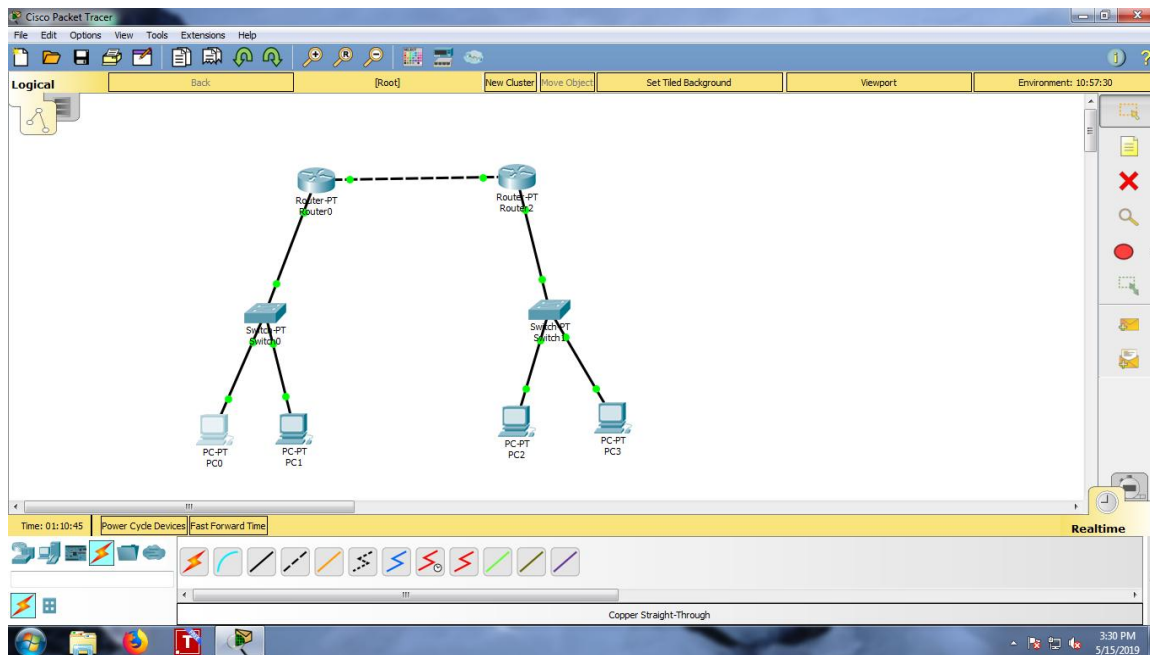 Cisco Packet Tracer
File Edit Options View Tools Extensions Help
Logical Back [Root] New Cluster Move Object Set Tiled Background Viewport Environment: 10:57:30
Router-PT
Router0
Router-PT
Router2
Switch-PT
Switch0
Switch-PT
Switch1
PC-PT
PC0
PC-PT
PC1
PC-PT
PC2
PC-PT
PC3
Time: 01:10:45 Power Cycle Devices Fast Forward Time Realtime
Copper Straight-Through
3:30 PM
5/15/2019